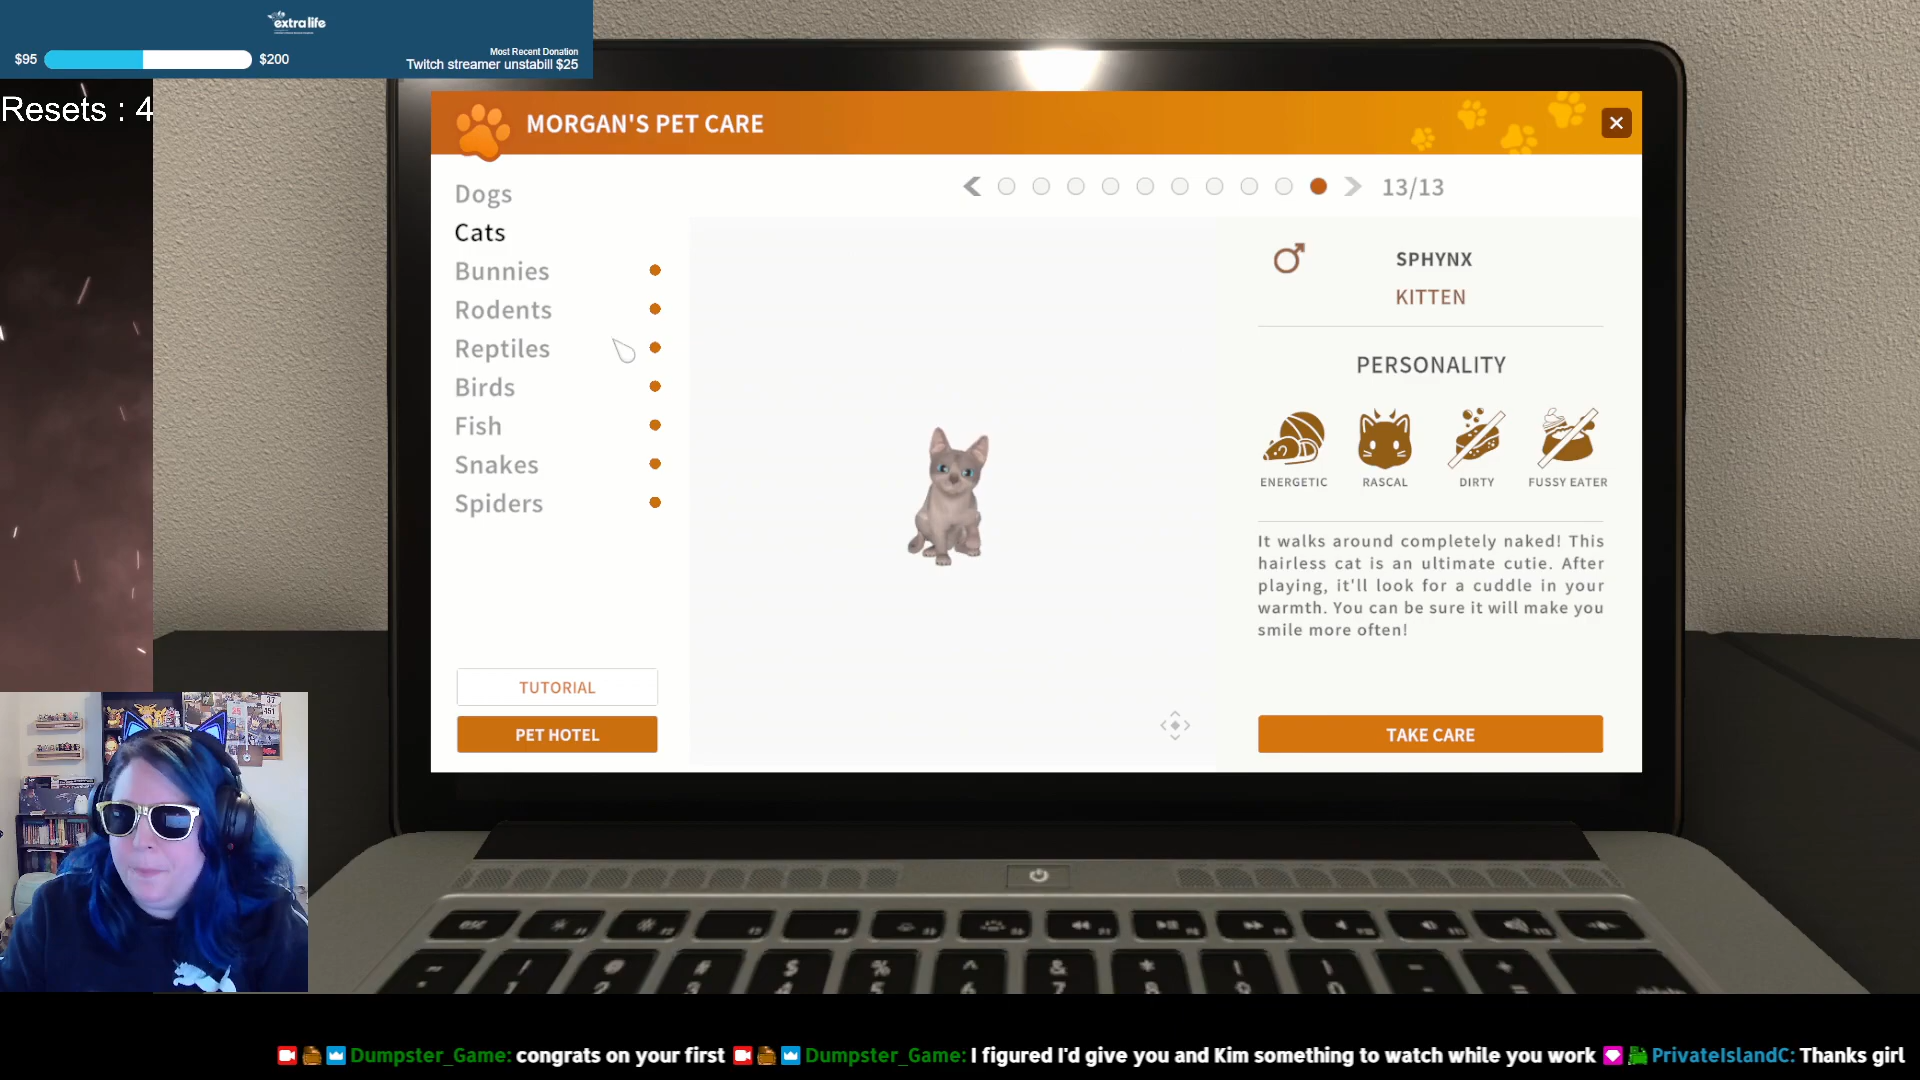 extralife
$95
$200
Most Recent Donation
Twitch streamer unstabill $25
Resets : 4
MORGAN'S PET CARE
Dogs
Cats
Bunnies
Rodents
Reptiles
Birds
Fish
Snakes
Spiders
TUTORIAL
PET HOTEL
13/13
SPHYNX
KITTEN
PERSONALITY
ENERGETIC RASCAL DIRTY FUSSY EATER
It walks around completely naked! This
hairless cat is an ultimate cutie. After
playing, it'll look for a cuddle in your
warmth. You can be sure it will make you
smile more often!
TAKE CARE
esc
Dumpster_Game: congrats on your first Dumpster_Game: I figured I'd give you and Kim something to watch while you work PrivateIslandC: Thanks girl